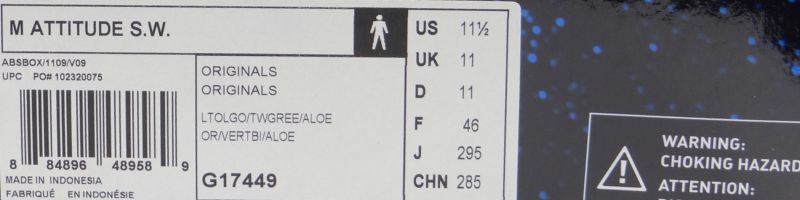 M ATTITUDE S.W.
ABSBOX/1109/V09
UPC PO# 102320075
8 84896 48958 9
MADE IN INDONESIA
FABRIQUÉ EN INDONÉSIE
ORIGINALS
ORIGINALS
LTOLGO/TWGREE/ALOE
OR/VERTBI/ALOE
G17449
US 11½
UK 11
D 11
F 46
J 295
CHN 285
WARNING:
CHOKING HAZARD
ATTENTION: